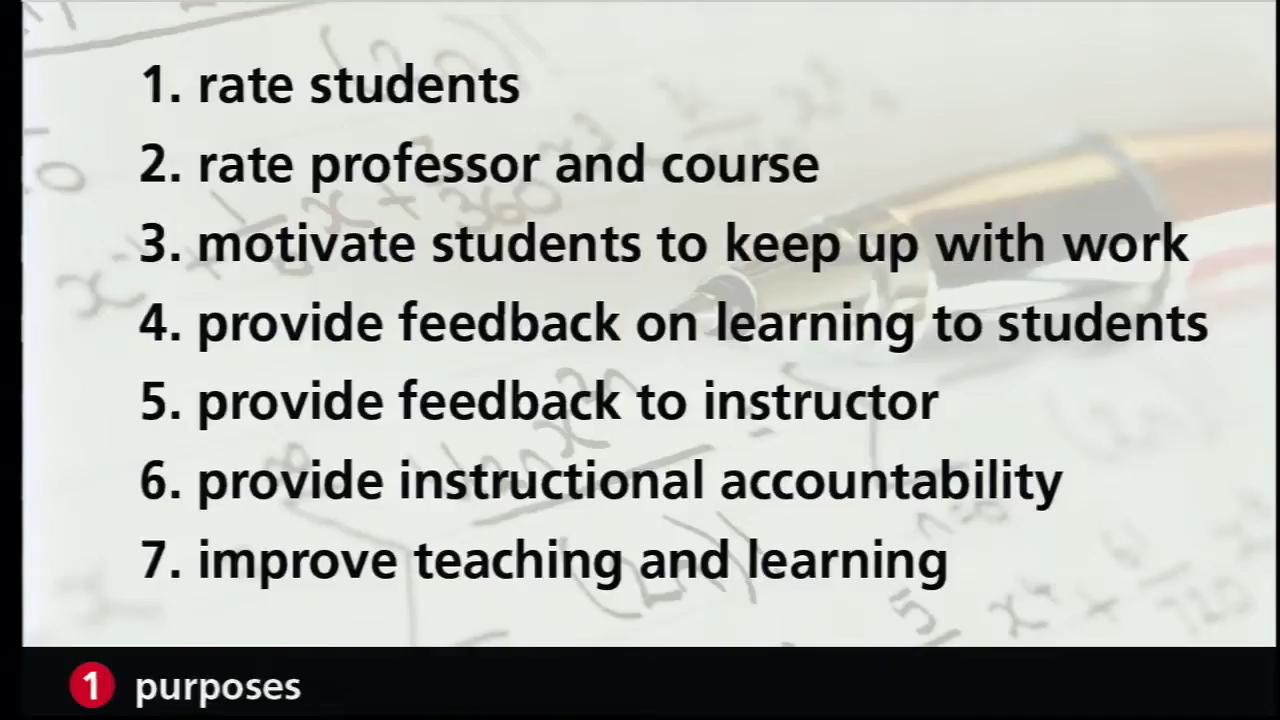 1. rate students
2. rate professor and course
3. motivate students to keep up with work
4. provide feedback on learning to students
5. provide feedback to instructor
6. provide instructional accountability
7. improve teaching and learning
1 purposes